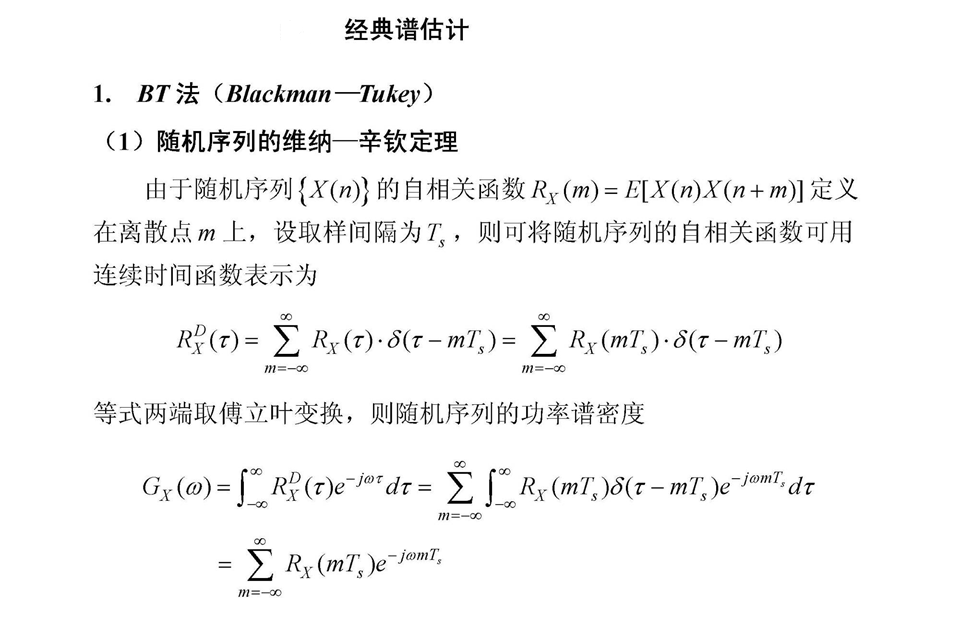 经典谱估计
1. BT 法（Blackman—Tukey）
（1）随机序列的维纳—辛钦定理
由于随机序列{X(n)}的自相关函数 R_X(m) = E[X(n)X(n+m)] 定义
在离散点 m 上，设取样间隔为 T_s，则可将随机序列的自相关函数可用
连续时间函数表示为
R_X^D(τ) = ∑_{m=-∞}^{∞} R_X(τ)·δ(τ − mT_s) = ∑_{m=-∞}^{∞} R_X(mT_s)·δ(τ − mT_s)
等式两端取傅立叶变换，则随机序列的功率谱密度
G_X(ω) = ∫_{-∞}^{∞} R_X^D(τ)e^{-jωτ}dτ = ∑_{m=-∞}^{∞} ∫_{-∞}^{∞} R_X(mT_s)δ(τ − mT_s)e^{-jωmT_s}dτ
= ∑_{m=-∞}^{∞} R_X(mT_s)e^{-jωmT_s}